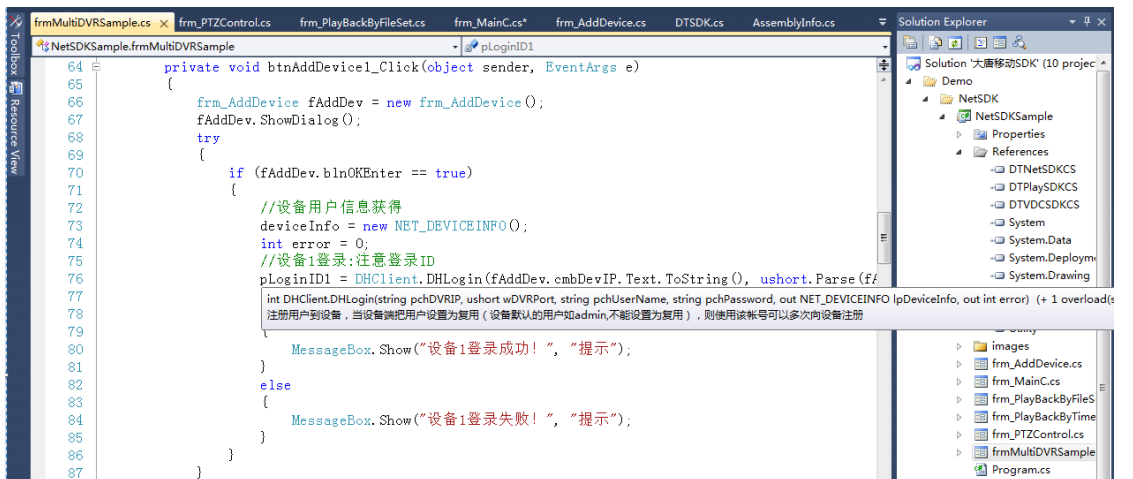 frmMultiDVRSample.cs frm_PTZControl.cs frm_PlayBackByFileSet.cs frm_MainC.cs* frm_AddDevice.cs DTSDK.cs AssemblyInfo.cs
NetSDKSample.frmMultiDVRSample pLoginID1
Toolbox
Resource View
64 private void btnAddDevice1_Click(object sender, EventArgs e)
65 {
66 frm_AddDevice fAddDev = new frm_AddDevice();
67 fAddDev.ShowDialog();
68 try
69 {
70 if (fAddDev.blnOKEnter == true)
71 {
72 //设备用户信息获得
73 deviceInfo = new NET_DEVICEINFO();
74 int error = 0;
75 //设备1登录:注意登录ID
76 pLoginID1 = DHClient.DHLogin(fAddDev.cmbDevIP.Text.ToString(), ushort.Parse(fA
77 int DHClient.DHLogin(string pchDVRIP, ushort wDVRPort, string pchUserName, string pchPassword, out NET_DEVICEINFO lpDeviceInfo, out int error) (+ 1 overload(s
78 注册用户到设备，当设备端把用户设置为复用（设备默认的用户如admin,不能设置为复用），则使用该帐号可以多次向设备注册
79 {
80 MessageBox.Show("设备1登录成功！", "提示");
81 }
82 else
83 {
84 MessageBox.Show("设备1登录失败！", "提示");
85 }
86 }
87 }
Solution Explorer
Solution '大唐移动SDK' (10 projec
Demo
NetSDK
NetSDKSample
Properties
References
DTNetSDKCS
DTPlaySDKCS
DTVDCSDKCS
System
System.Data
System.Deployme
System.Drawing
Utility
images
frm_AddDevice.cs
frm_MainC.cs
frm_PlayBackByFileS
frm_PlayBackByTime
frm_PTZControl.cs
frmMultiDVRSample
Program.cs